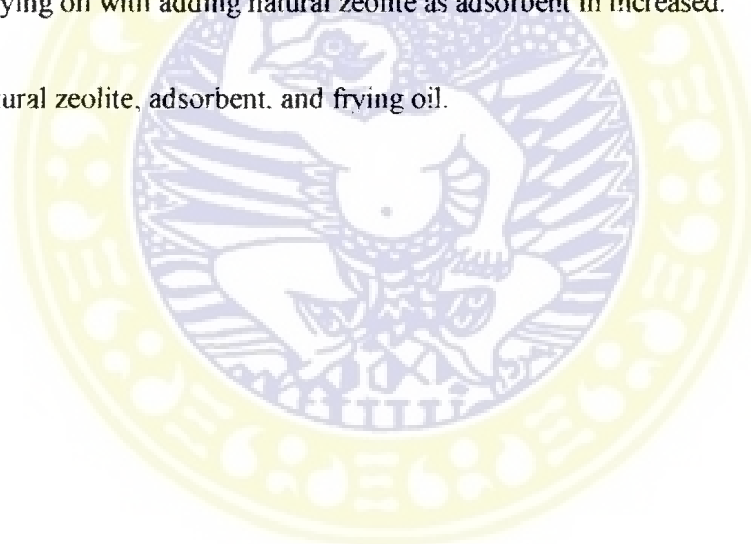 ying oil with adding natural zeolite as adsorbent in increased.
ural zeolite, adsorbent. and frying oil.